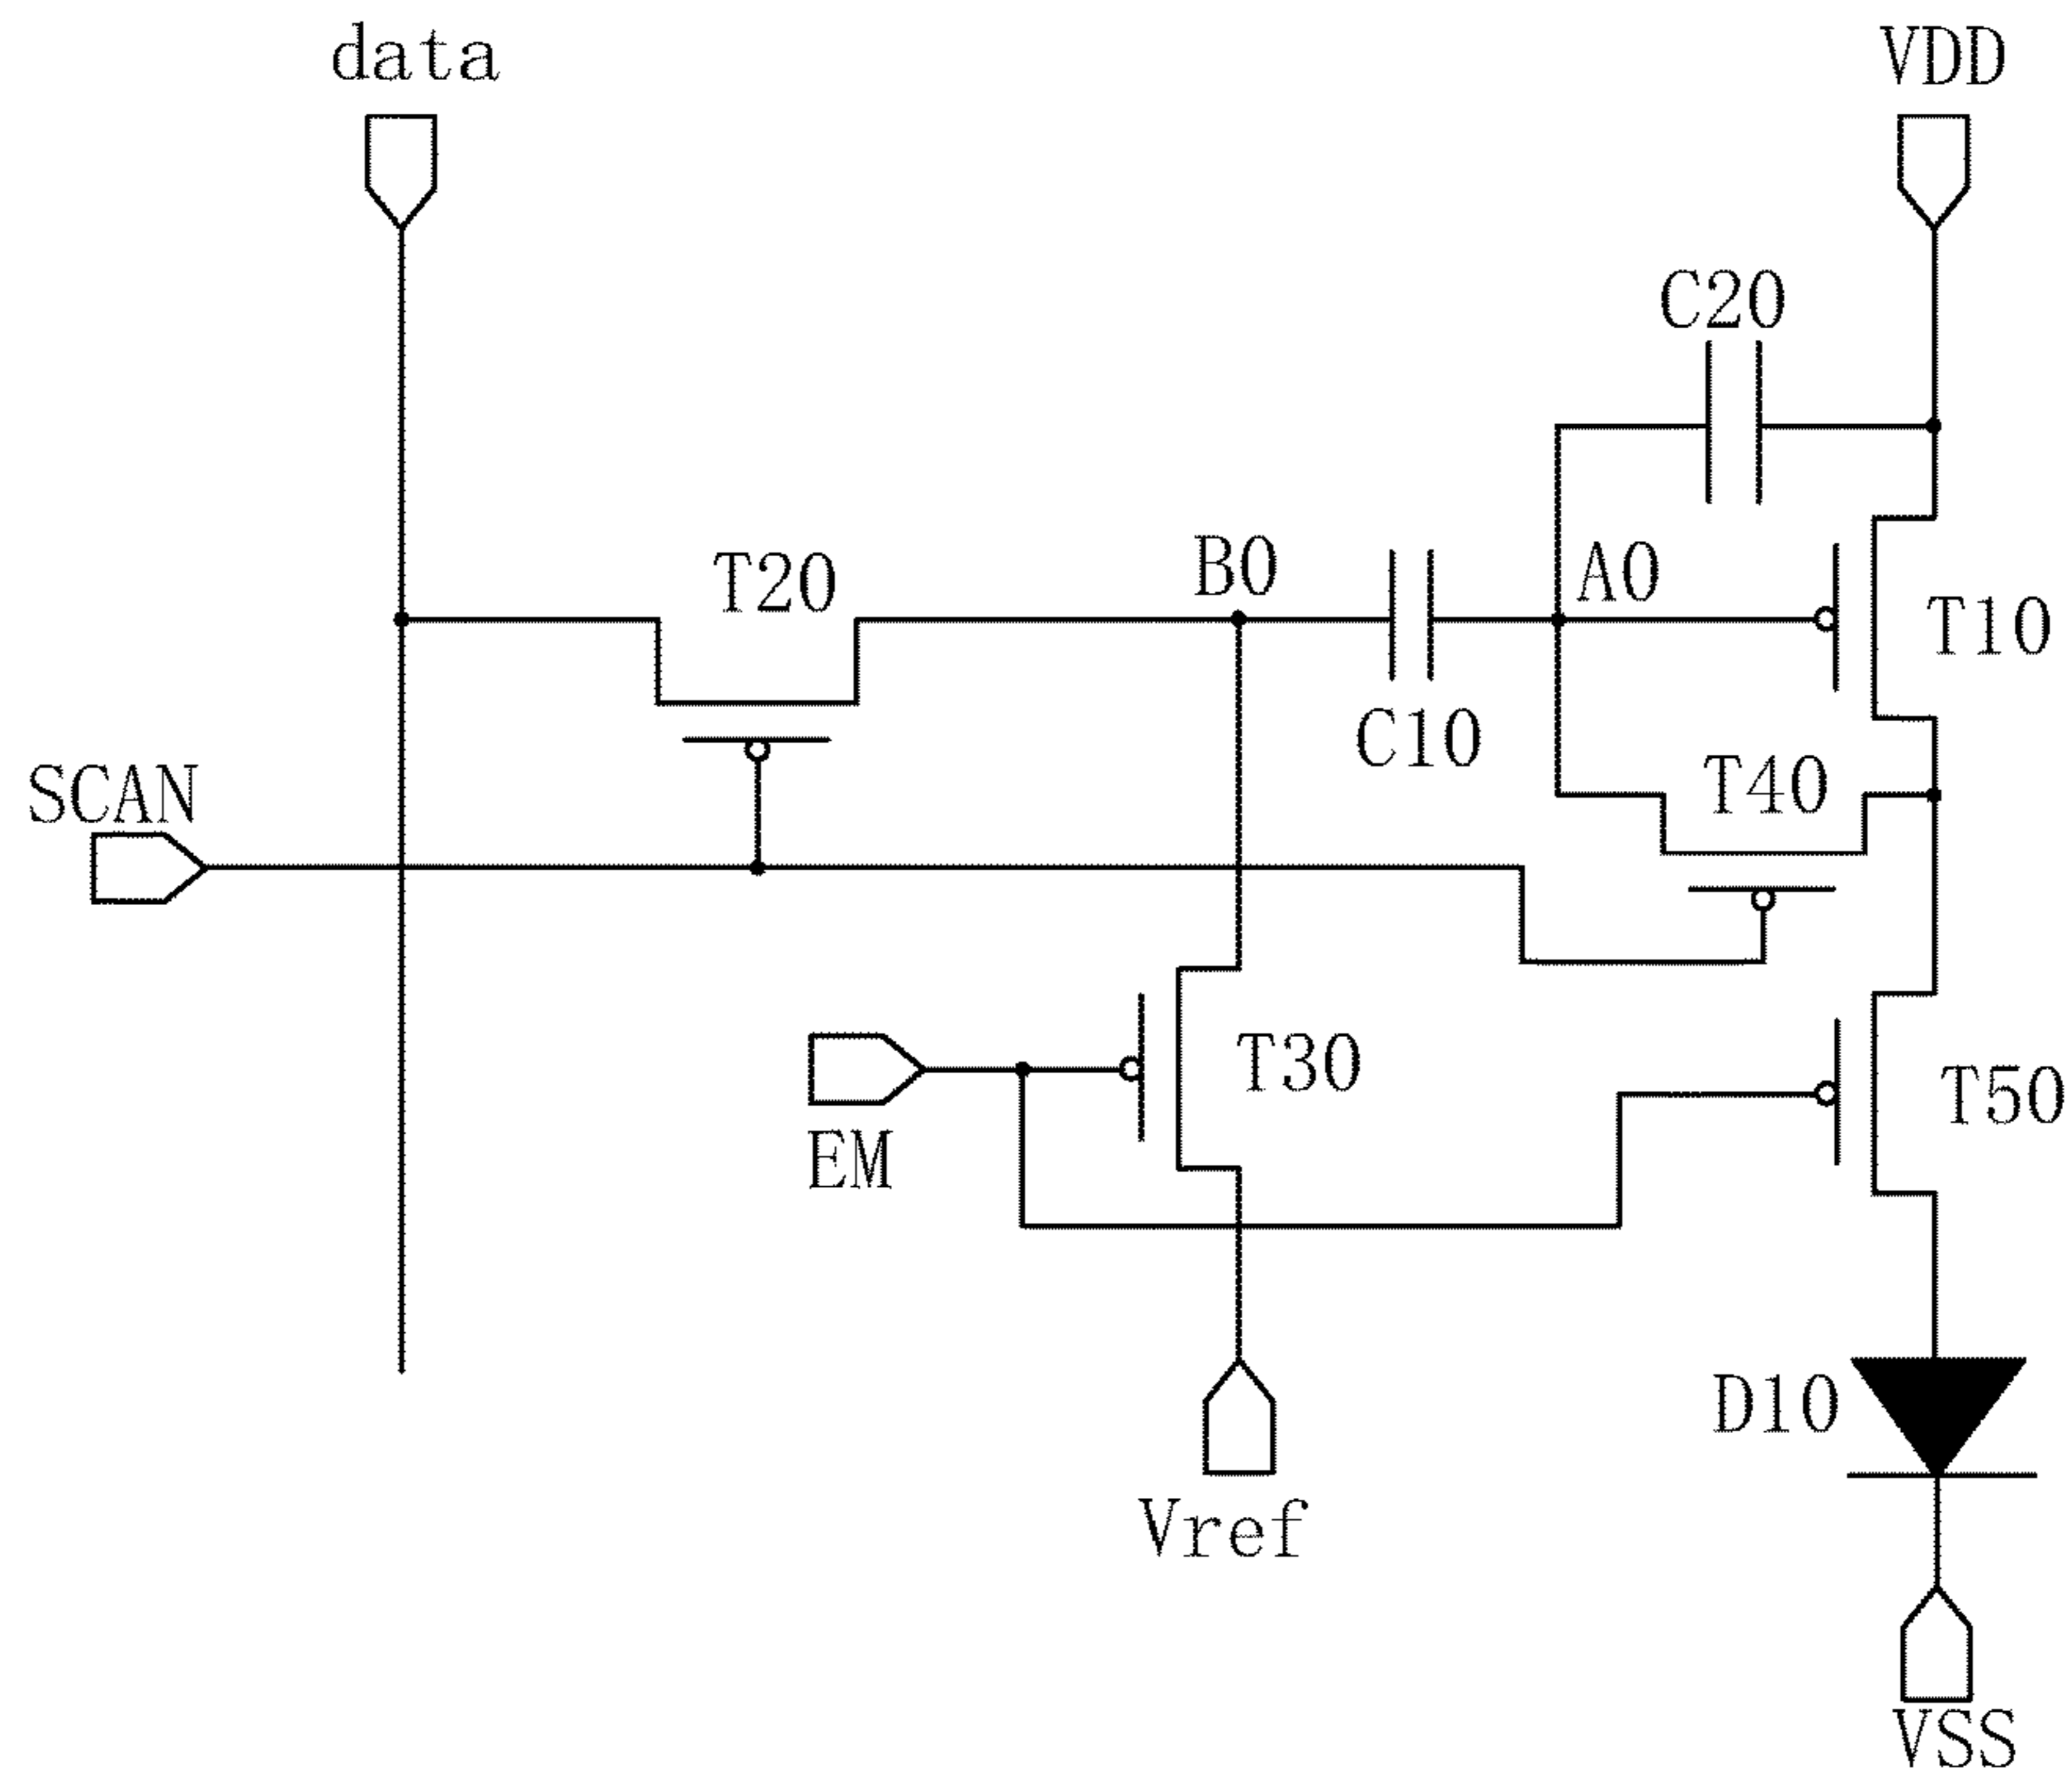 data
VDD
C20
B0
A0
T20
T10
C10
T40
SCAN
T30
T50
EM
D10
Vref
VSS